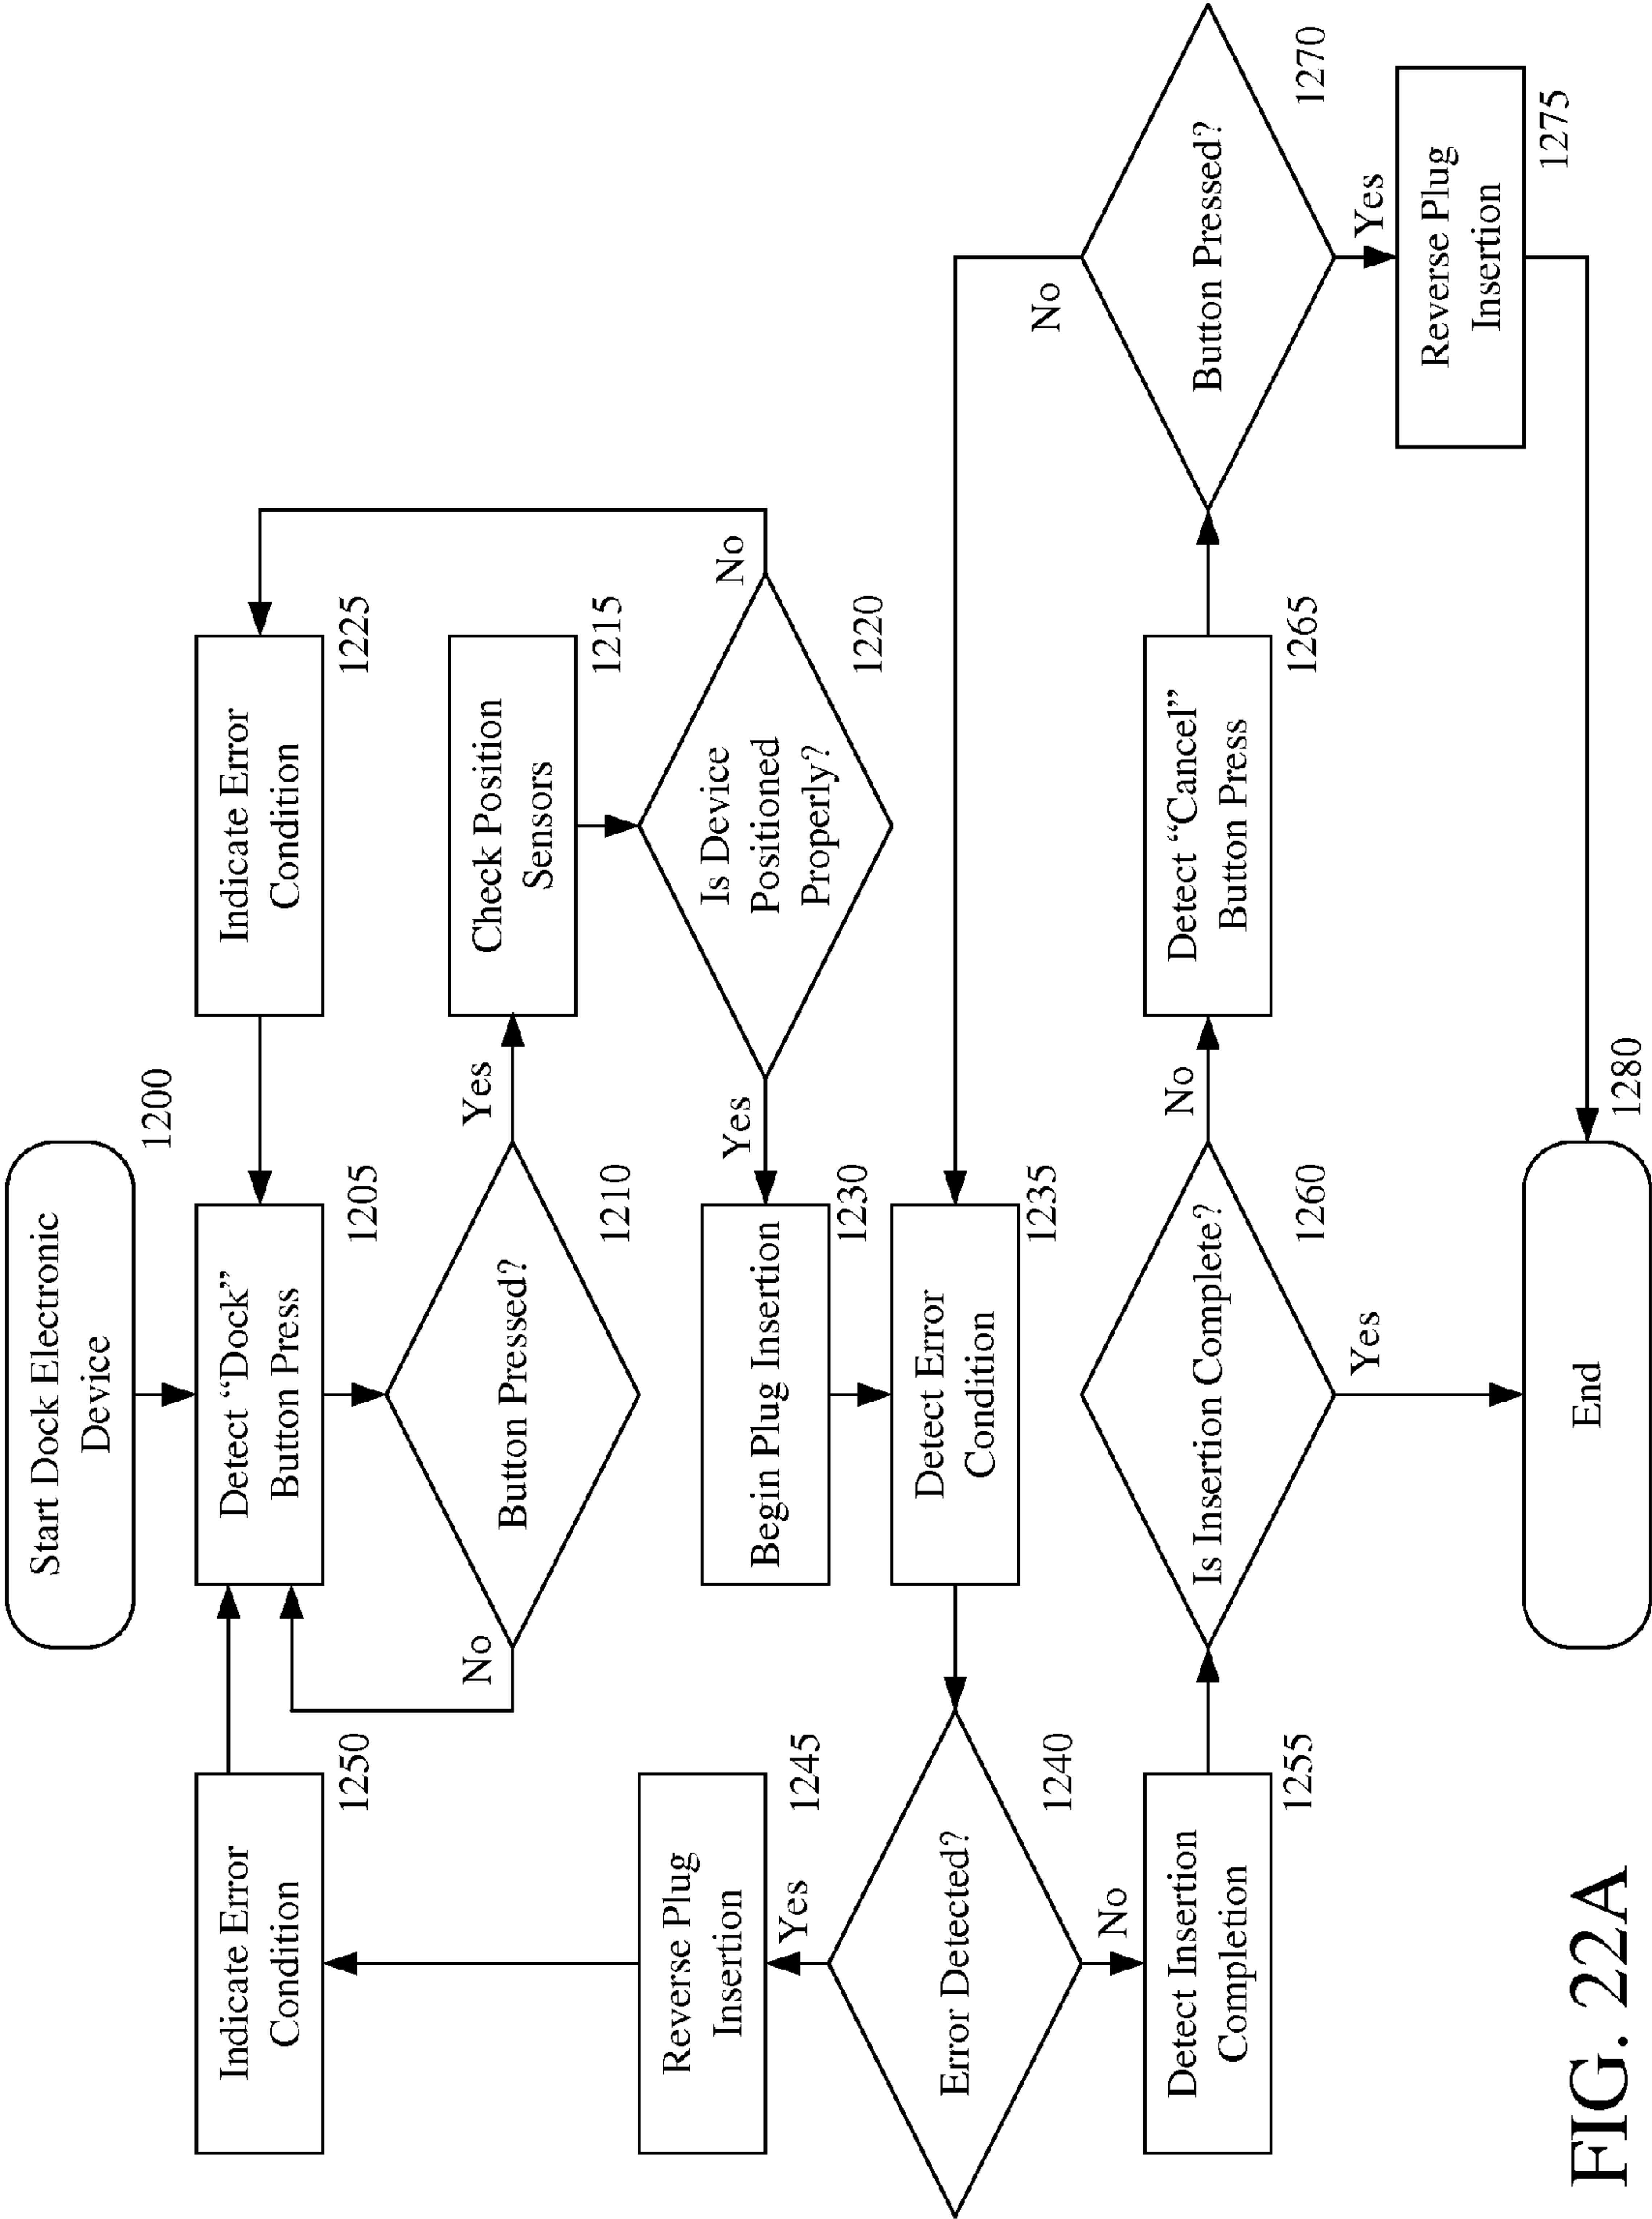 Start Dock Electronic
Device
1200
Detect “Dock”
Button Press
1205
Button Pressed?
1210
No
Yes
Check Position
Sensors
1215
Is Device
Positioned
Properly?
1220
No
Indicate Error
Condition
1225
Yes
Begin Plug Insertion
1230
Detect Error
Condition
1235
Error Detected?
1240
Yes
Reverse Plug
Insertion
1245
Indicate Error
Condition
1250
No
Detect Insertion
Completion
1255
Is Insertion Complete?
1260
No
Detect “Cancel”
Button Press
1265
Button Pressed?
1270
No
Yes
Reverse Plug
Insertion
1275
Yes
End
1280
FIG. 22A